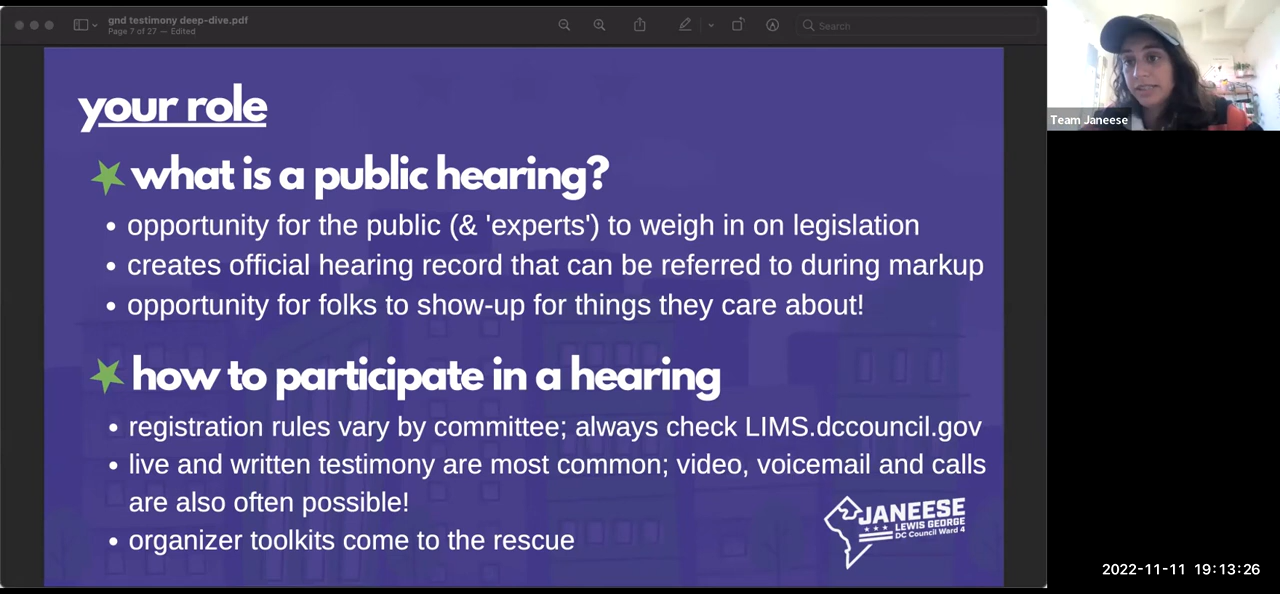 gnd testimony deep-dive.pdf
Page 7 of 27 — Edited
Search
your role
what is a public hearing?
• opportunity for the public (& 'experts') to weigh in on legislation
• creates official hearing record that can be referred to during markup
• opportunity for folks to show-up for things they care about!
how to participate in a hearing
• registration rules vary by committee; always check LIMS.dccouncil.gov
• live and written testimony are most common; video, voicemail and calls
are also often possible!
• organizer toolkits come to the rescue
JANEESE
LEWIS GEORGE
DC Council Ward 4
Team Janeese
2022-11-11 19:13:26